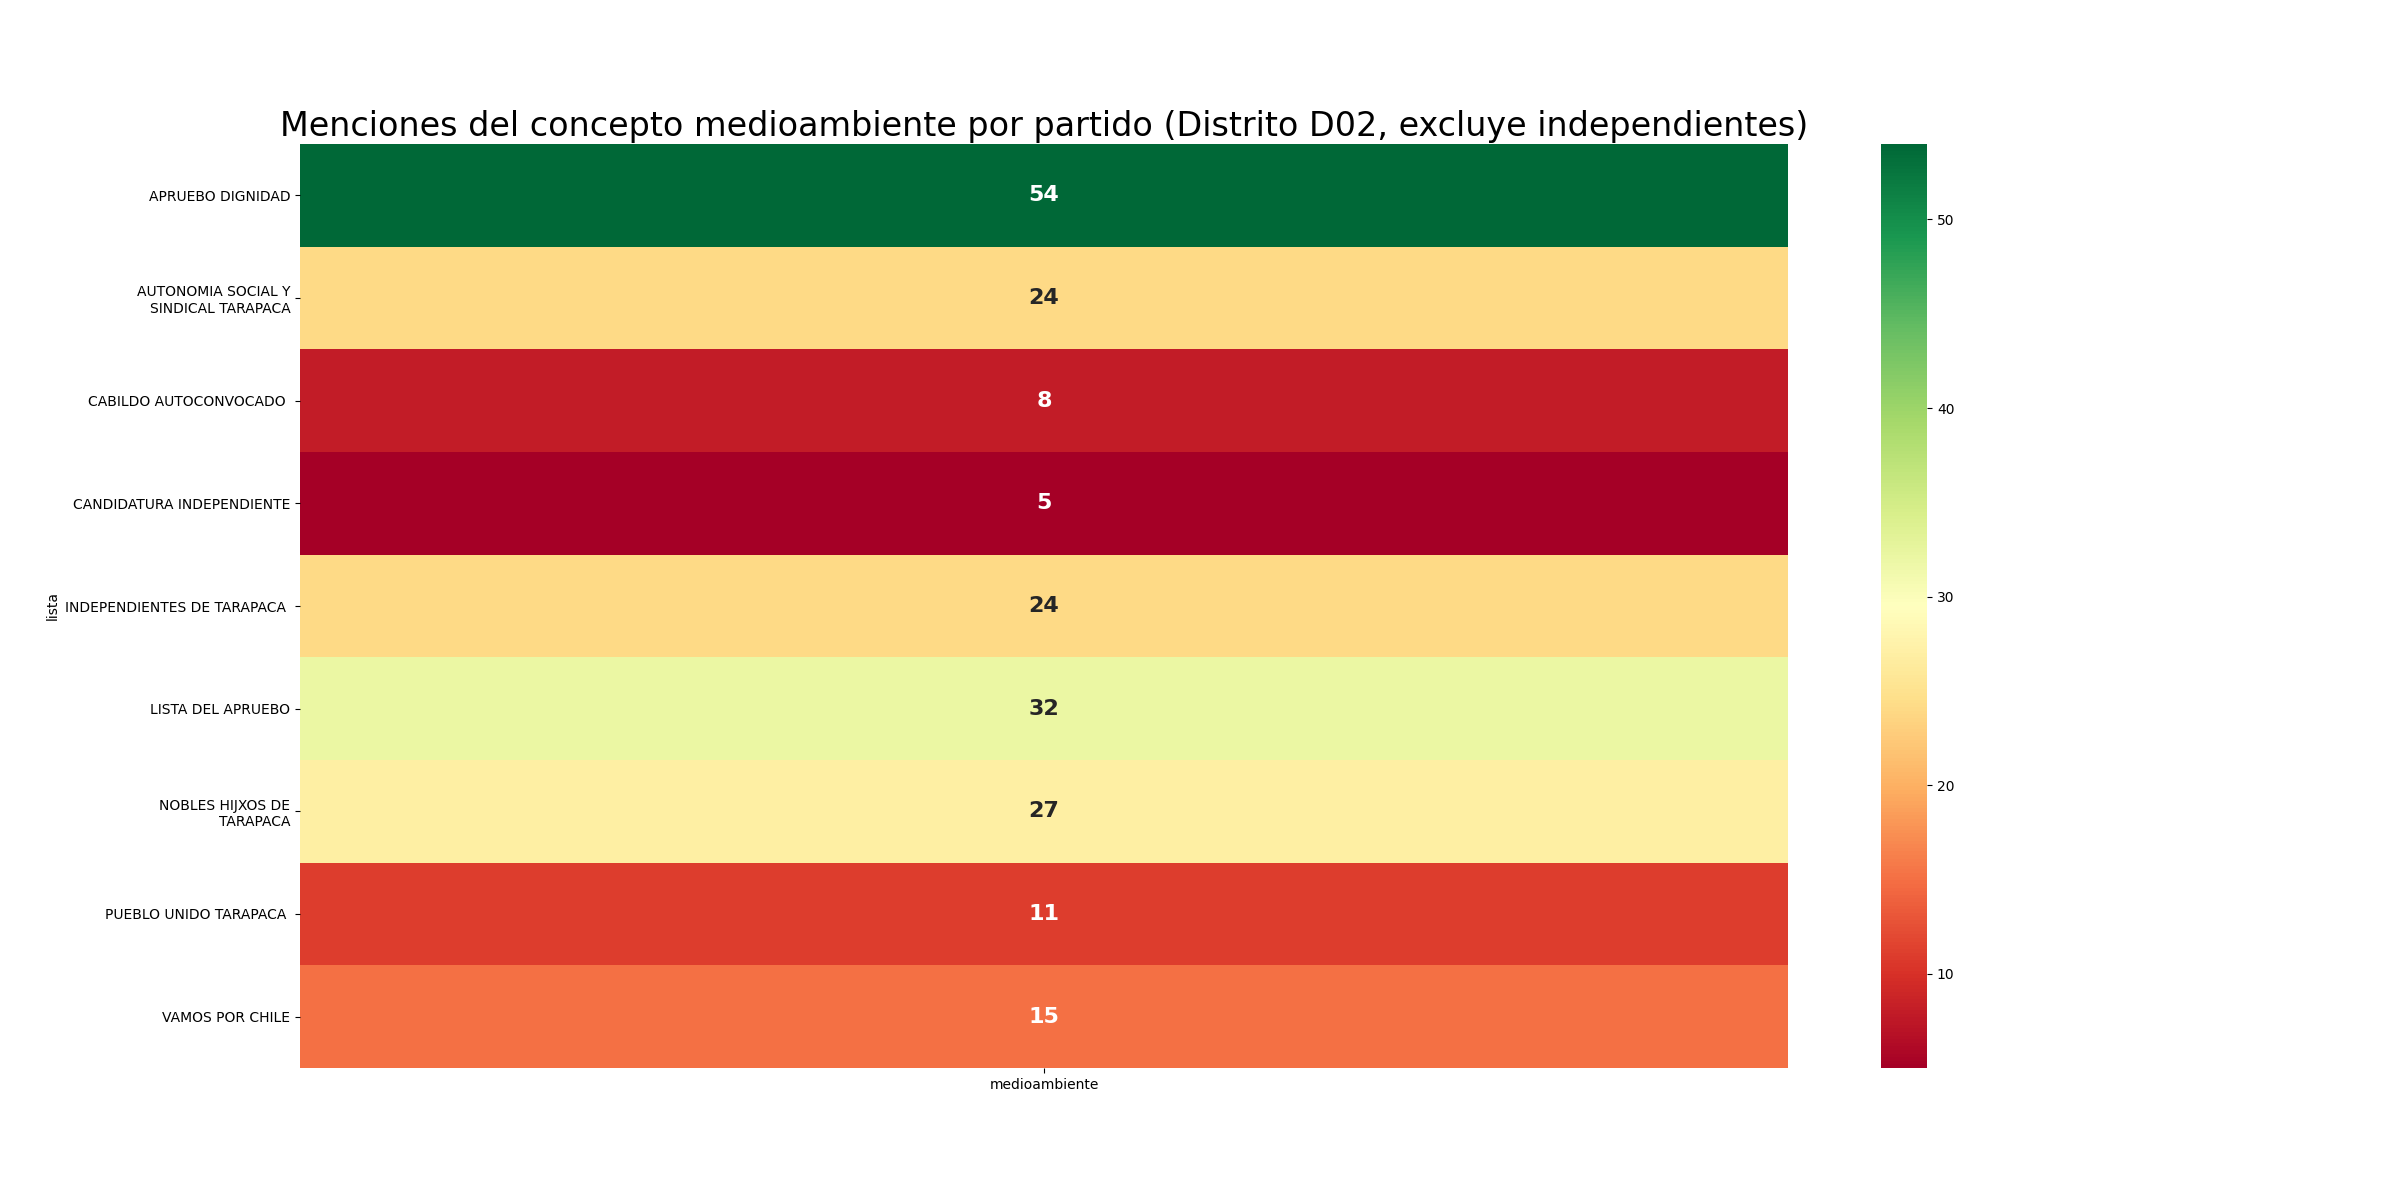 Menciones del concepto medioambiente por partido (Distrito D02, excluye independientes)
APRUEBO DIGNIDAD
54
AUTONOMIA SOCIAL Y
SINDICAL TARAPACA
24
CABILDO AUTOCONVOCADO
8
CANDIDATURA INDEPENDIENTE
5
lista
INDEPENDIENTES DE TARAPACA
24
LISTA DEL APRUEBO
32
NOBLES HIJXOS DE
TARAPACA
27
PUEBLO UNIDO TARAPACA
11
VAMOS POR CHILE
15
medioambiente
50
40
30
20
10